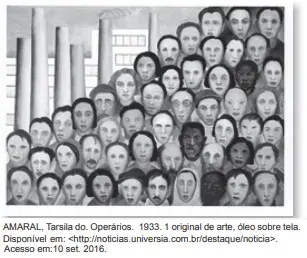 AMARAL, Tarsila do. Operários. 1933. 1 original de arte, óleo sobre tela.
Disponível em: <http://noticias.universia.com.br/destaque/noticia>.
Acesso em:10 set. 2016.